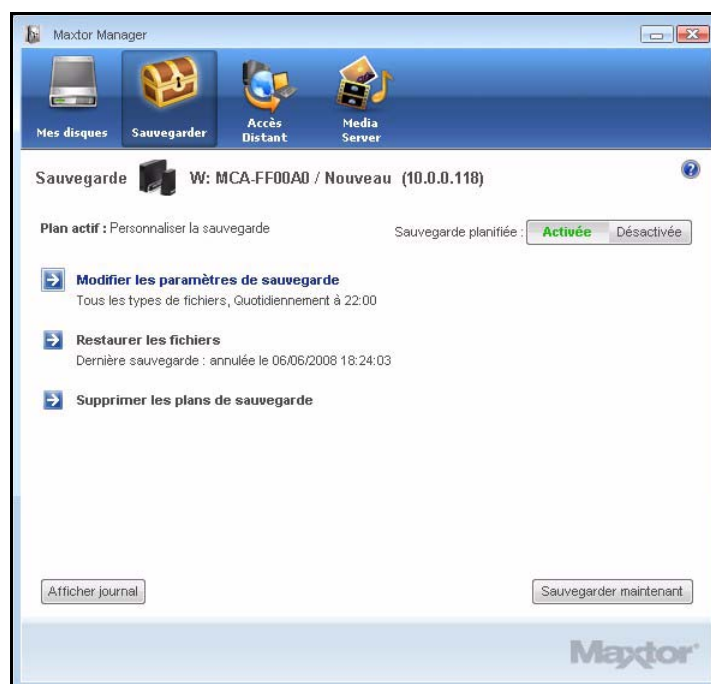 Maxtor Manager
Mes disques
Sauvegarder
Accès
Distant
Media
Server
Sauvegarde W: MCA-FF00A0 / Nouveau (10.0.0.118)
Plan actif : Personnaliser la sauvegarde
Sauvegarde planifiée : Activée Désactivée
Modifier les paramètres de sauvegarde
Tous les types de fichiers, Quotidiennement à 22:00
Restaurer les fichiers
Dernière sauvegarde : annulée le 06/06/2008 18:24:03
Supprimer les plans de sauvegarde
Afficher journal
Sauvegarder maintenant
Maxtor